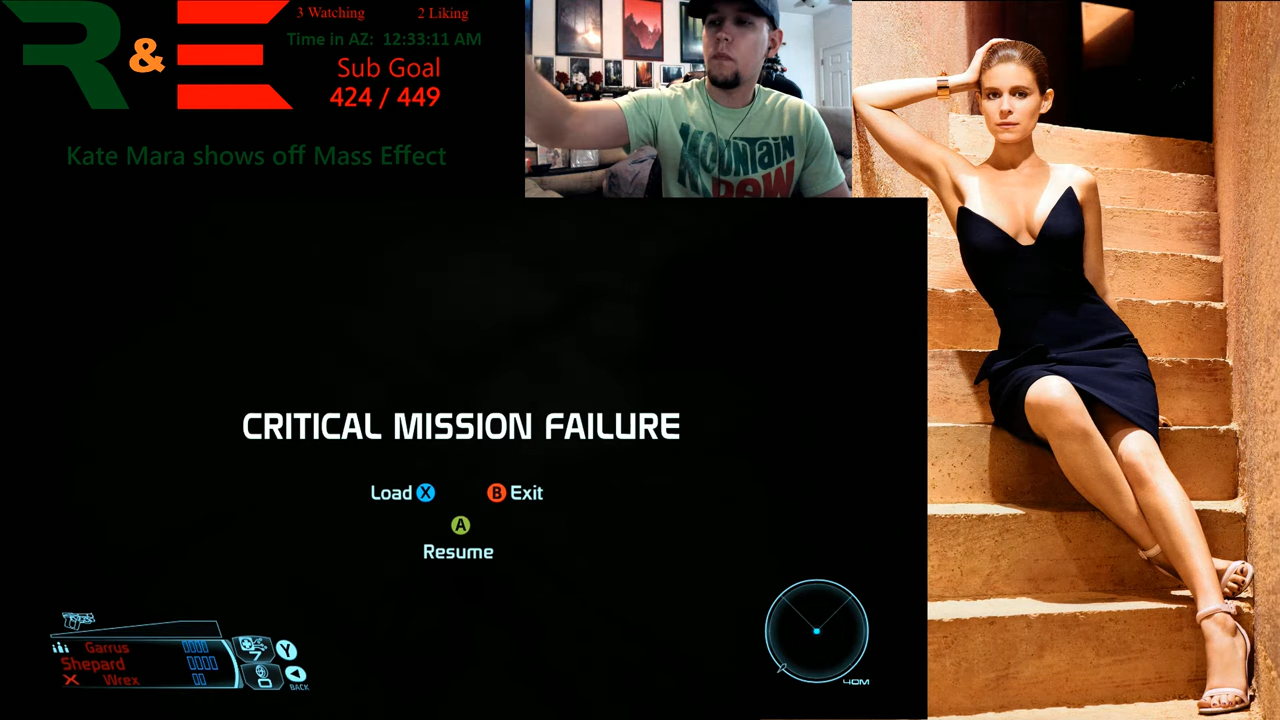 R & E
3 Watching 2 Liking
Time in AZ: 12:33:11 AM
Sub Goal
424 / 449
Kate Mara shows off Mass Effect
MOUNTAIN
DEW
CRITICAL MISSION FAILURE
Load X B Exit
A
Resume
Garrus
Shepard
Wrex
Y
BACK
40M